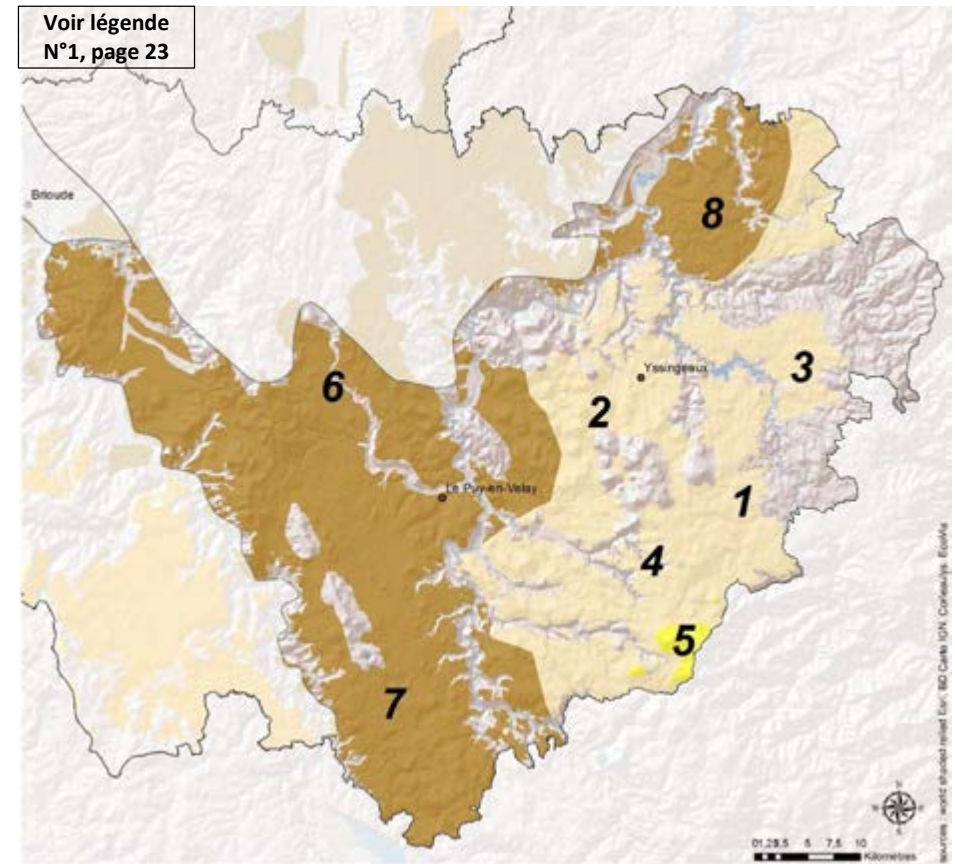 Voir légende
N°1, page 23
Brioude
8
Yssingeaux
3
6
2
Le Puy-en-Velay
1
4
5
7
Kilomètres